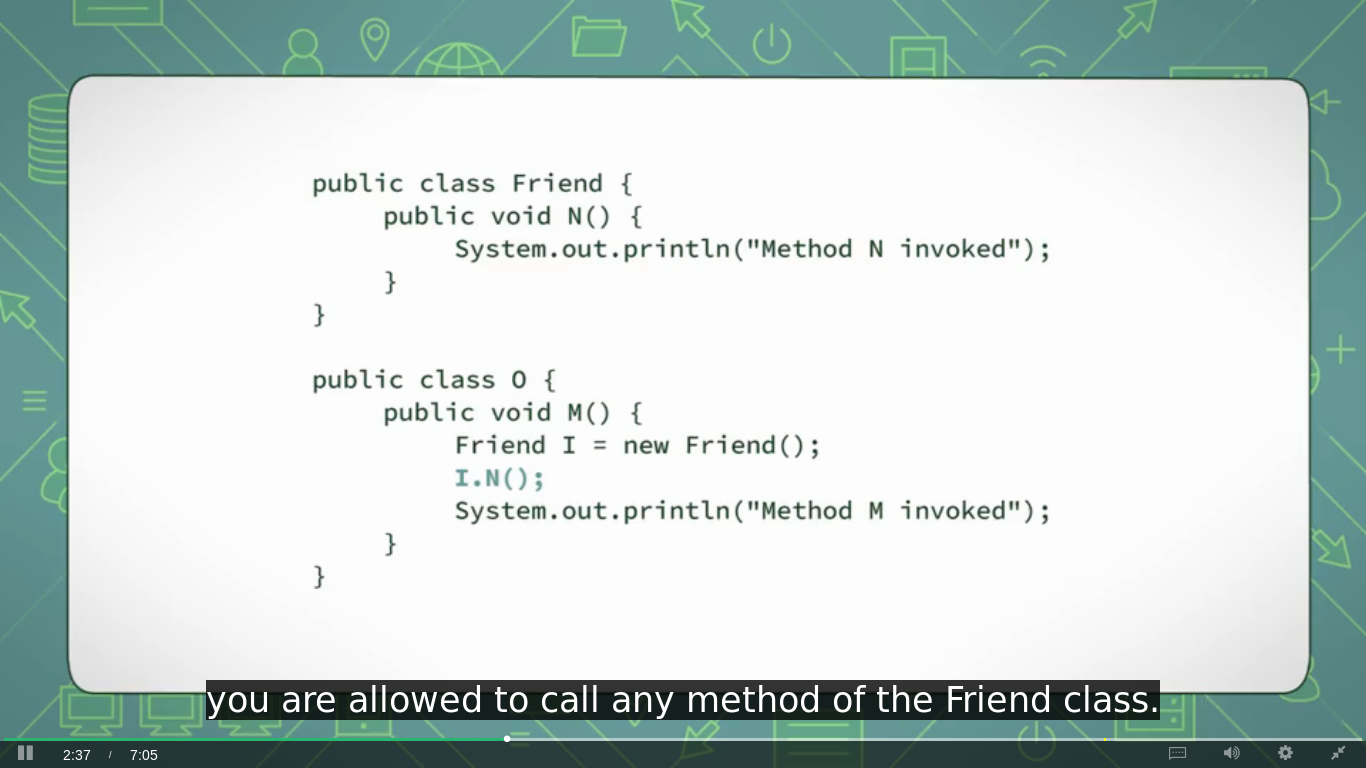 public class Friend {
public void N() {
System.out.println("Method N invoked");
}
}
public class O {
public void M() {
Friend I = new Friend();
I.N();
System.out.println("Method M invoked");
}
}
you are allowed to call any method of the Friend class.
2:37 / 7:05